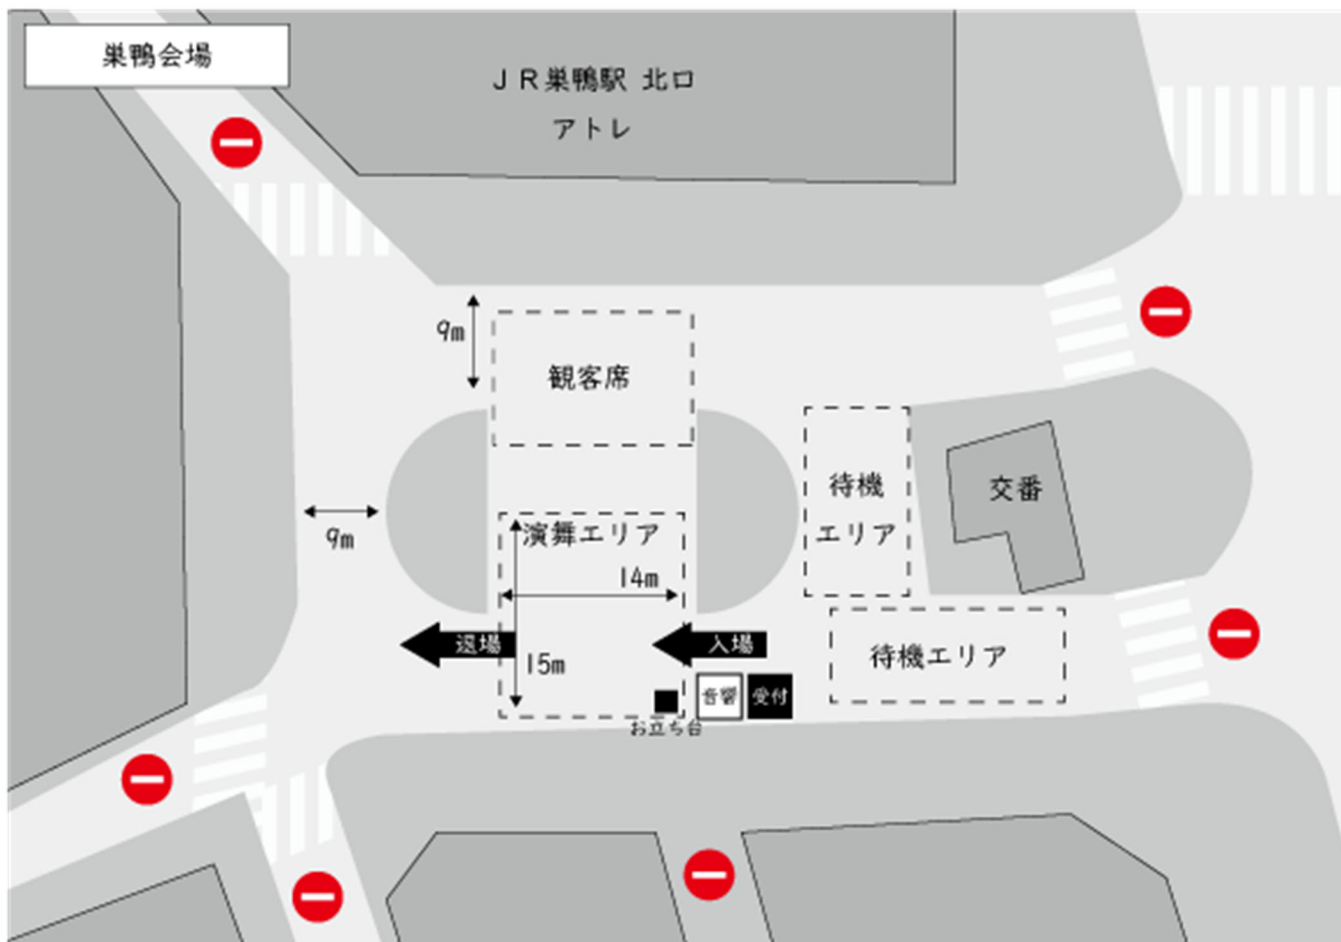 巣鴨会場
JR巣鴨駅 北口
アトレ
9m
観客席
待機
エリア
交番
9m
演舞エリア
14m
退場
入場
15m
待機エリア
音響
受付
お立ち台